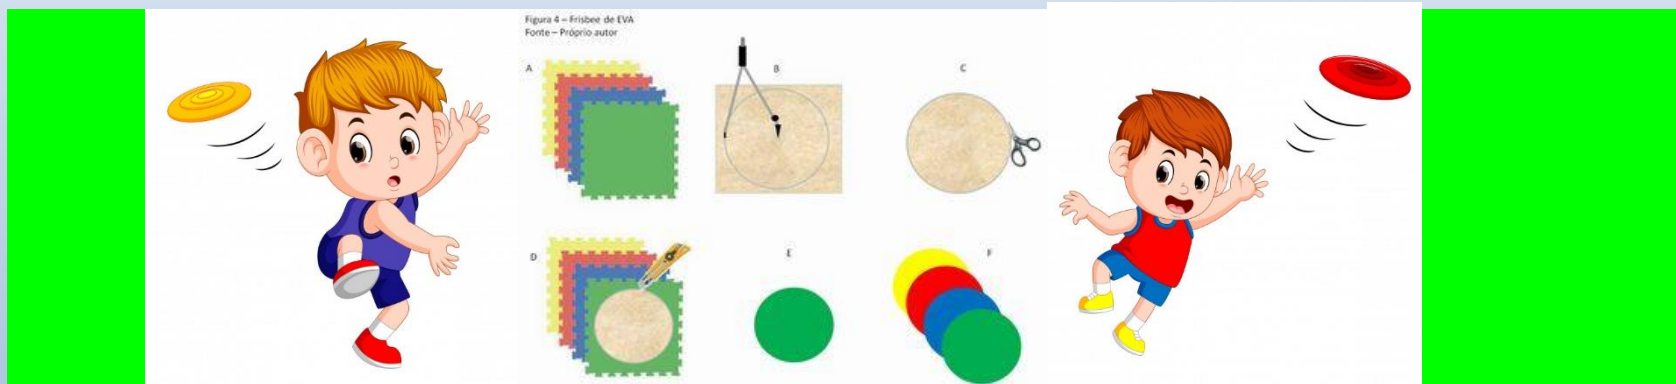 Figura 4 – Frisbee de EVA
Fonte – Próprio autor
A
B
C
D
E
F